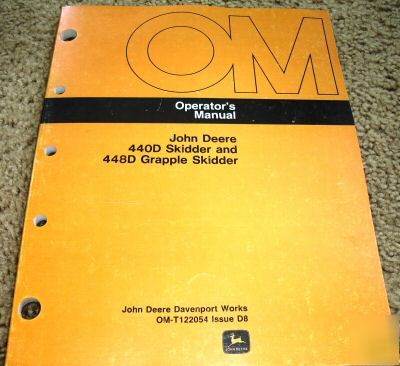 OM
Operator's
Manual
John Deere
440D Skidder and
448D Grapple Skidder
John Deere Davenport Works
OM-T122054 Issue D8
JOHN DEERE